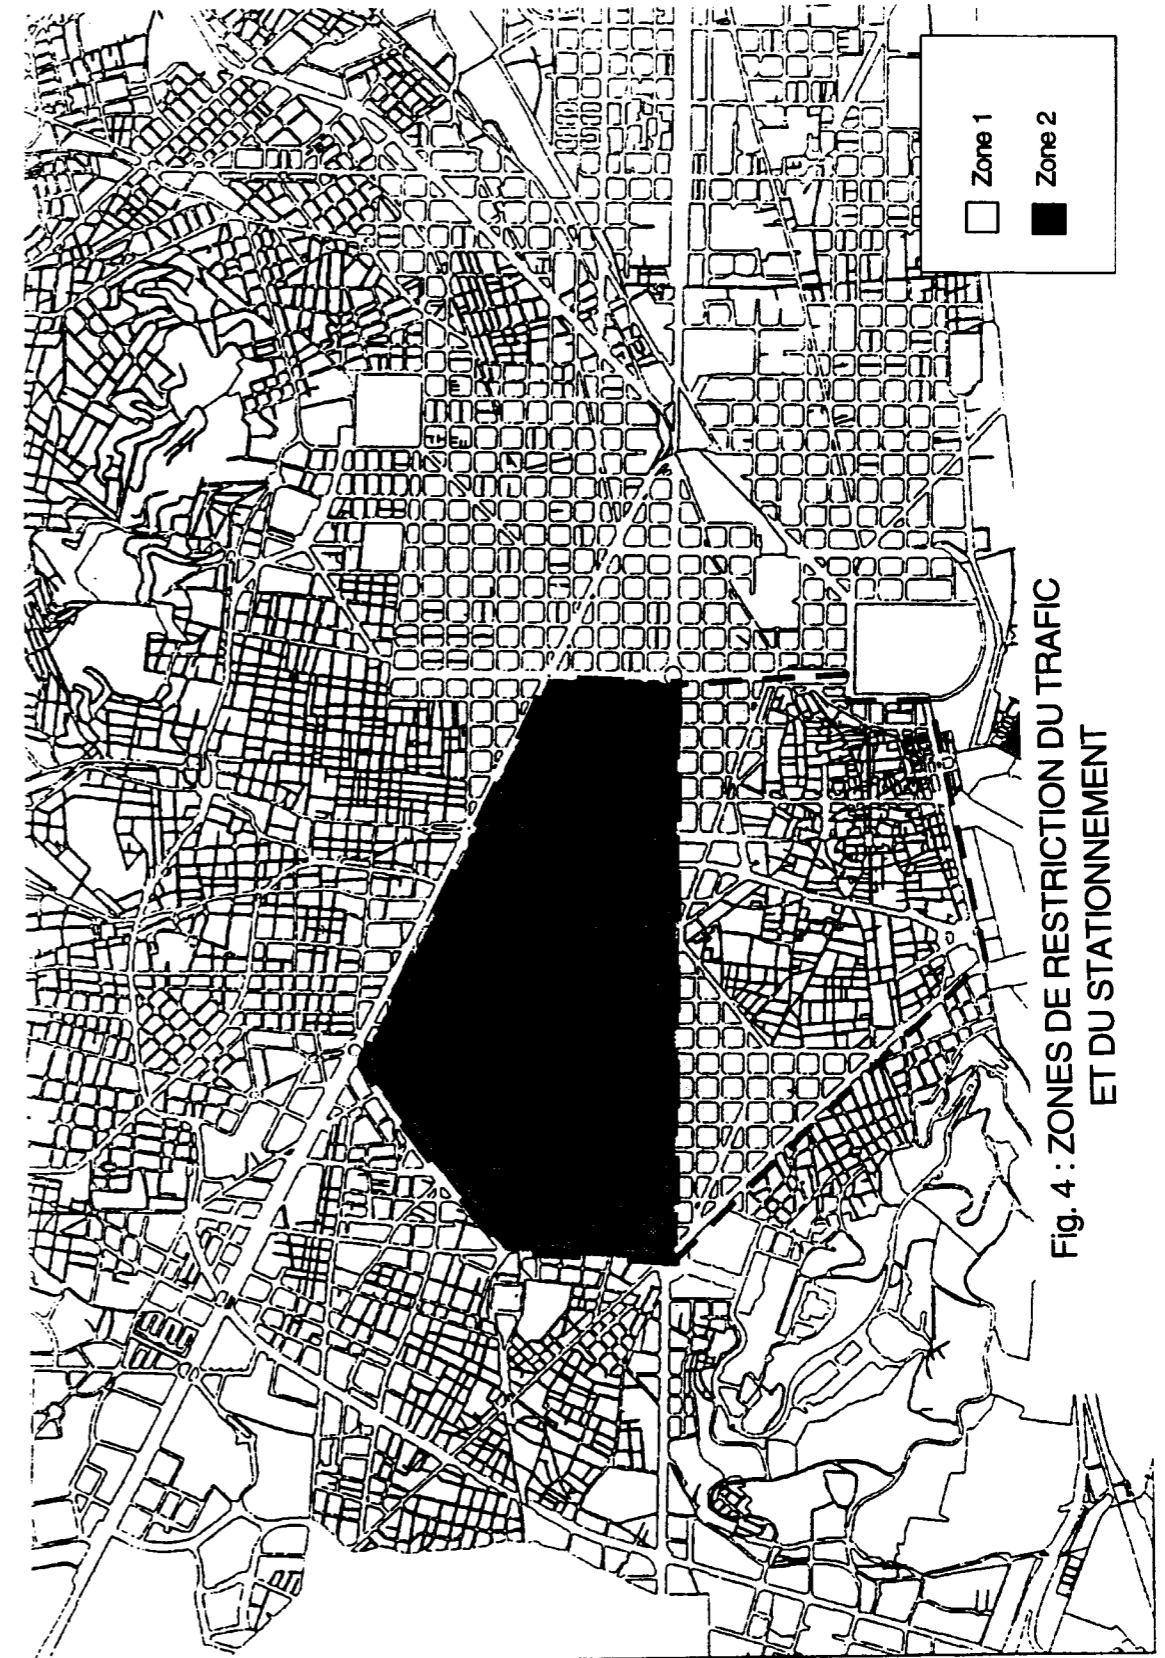 Zone 1
Zone 2
Fig. 4 : ZONES DE RESTRICTION DU TRAFIC
ET DU STATIONNEMENT